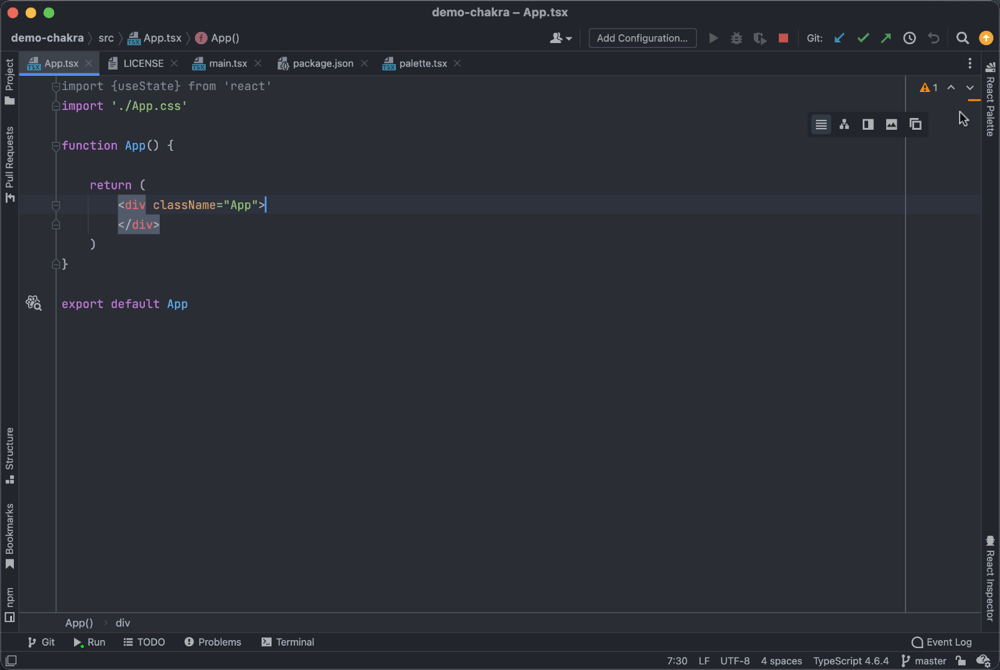 demo-chakra – App.tsx
demo-chakra src App.tsx App() Add Configuration... Git:
App.tsx LICENSE main.tsx package.json palette.tsx
Project
Pull Requests
Structure
Bookmarks
npm
import {useState} from 'react'
import './App.css'
function App() {
return (
<div className="App">
</div>
)
}
export default App
1
React Palette
React Inspector
App() div
Git Run TODO Problems Terminal Event Log
7:30 LF UTF-8 4 spaces TypeScript 4.6.4 master